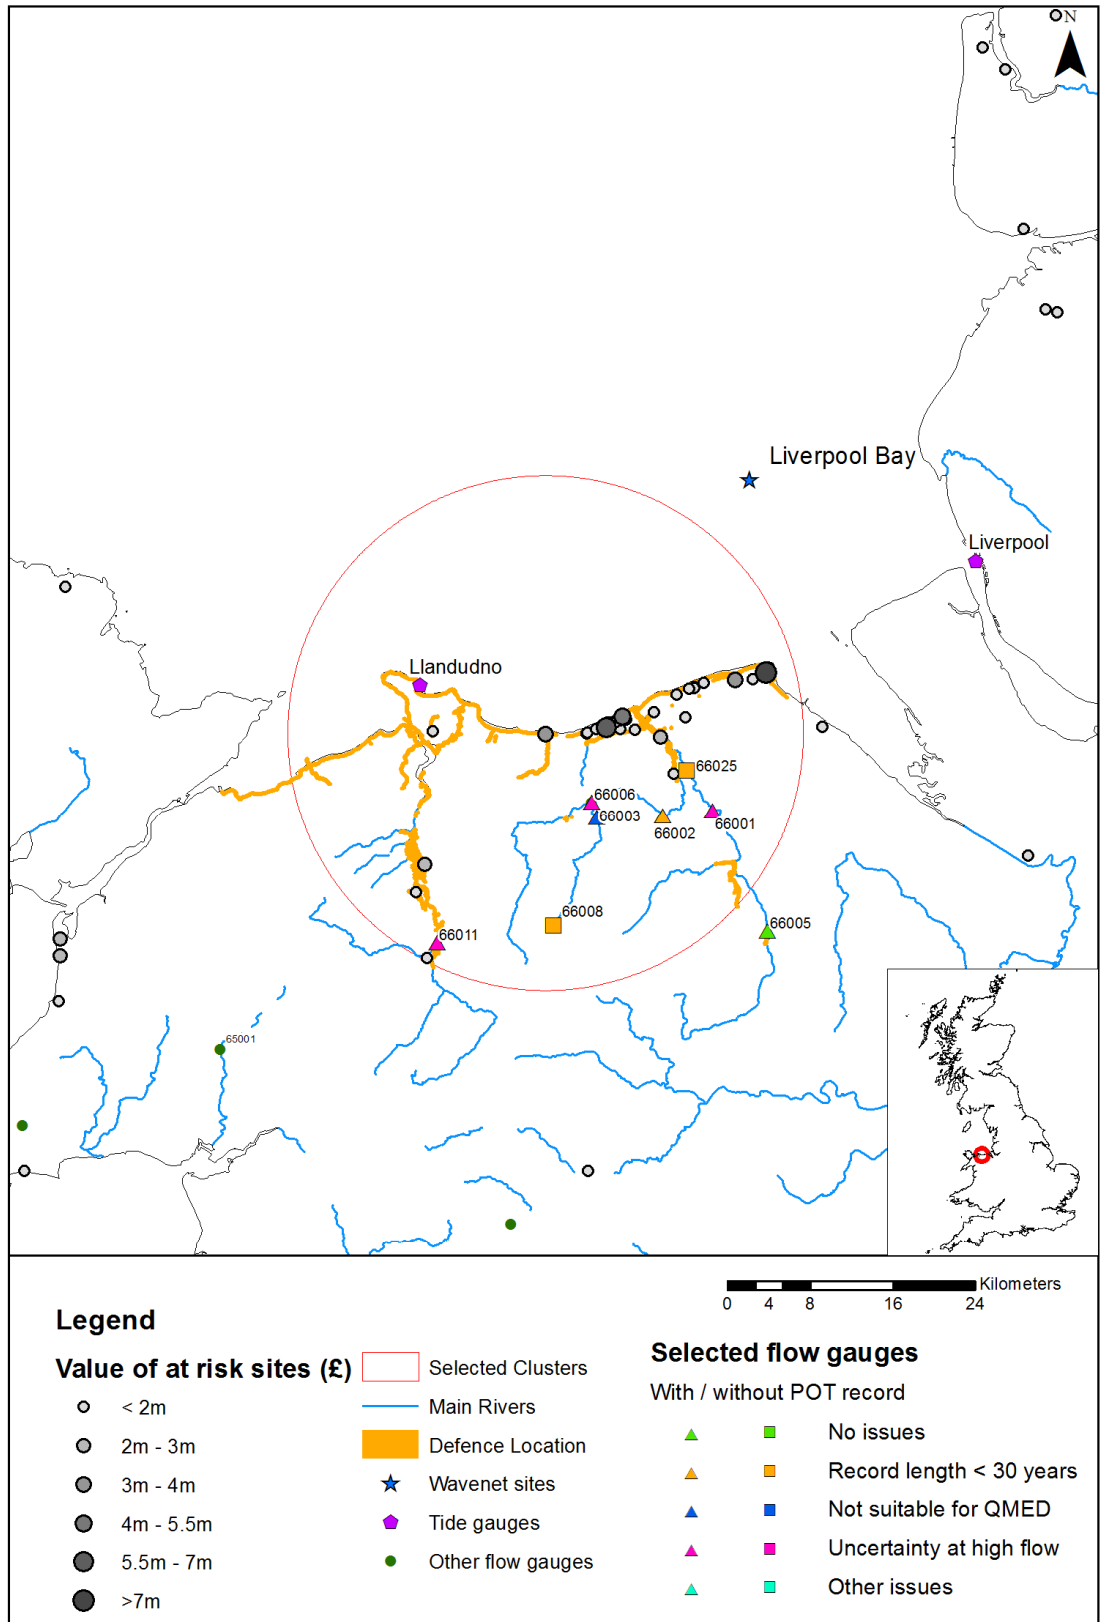 N
Liverpool Bay
Liverpool
Llandudno
66025
66006
66003
66002
66001
66008
66005
66011
65001
Kilometers
0 4 8 16 24
Legend
Value of at risk sites (£)
< 2m
2m - 3m
3m - 4m
4m - 5.5m
5.5m - 7m
>7m
Selected Clusters
Main Rivers
Defence Location
Wavenet sites
Tide gauges
Other flow gauges
Selected flow gauges
With / without POT record
No issues
Record length < 30 years
Not suitable for QMED
Uncertainty at high flow
Other issues